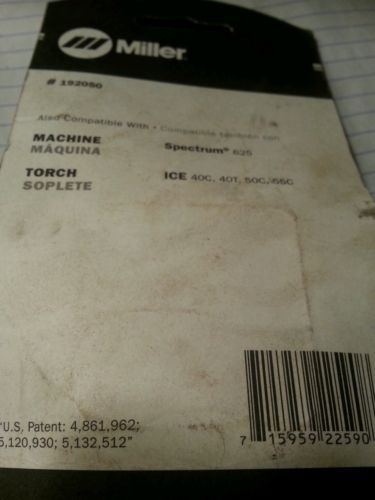 Miller
# 192050
Also Compatible With • Compatible también con
MACHINE Spectrum® 625
MÁQUINA
TORCH ICE 40C, 40T, 50C, 55C
SOPLETE
"U.S. Patent: 4,861,962;
5,120,930; 5,132,512"
7 15959 22590